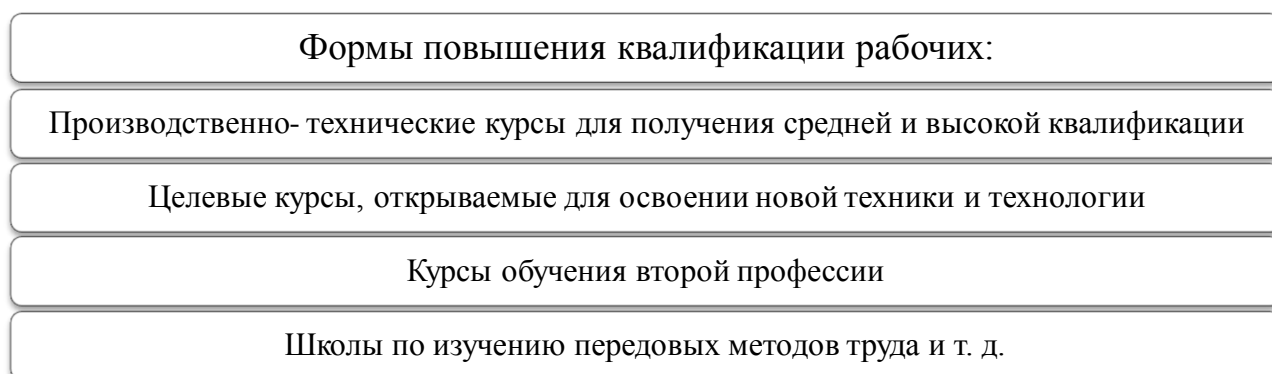 Формы повышения квалификации рабочих:
Производственно- технические курсы для получения средней и высокой квалификации
Целевые курсы, открываемые для освоении новой техники и технологии
Курсы обучения второй профессии
Школы по изучению передовых методов труда и т. д.